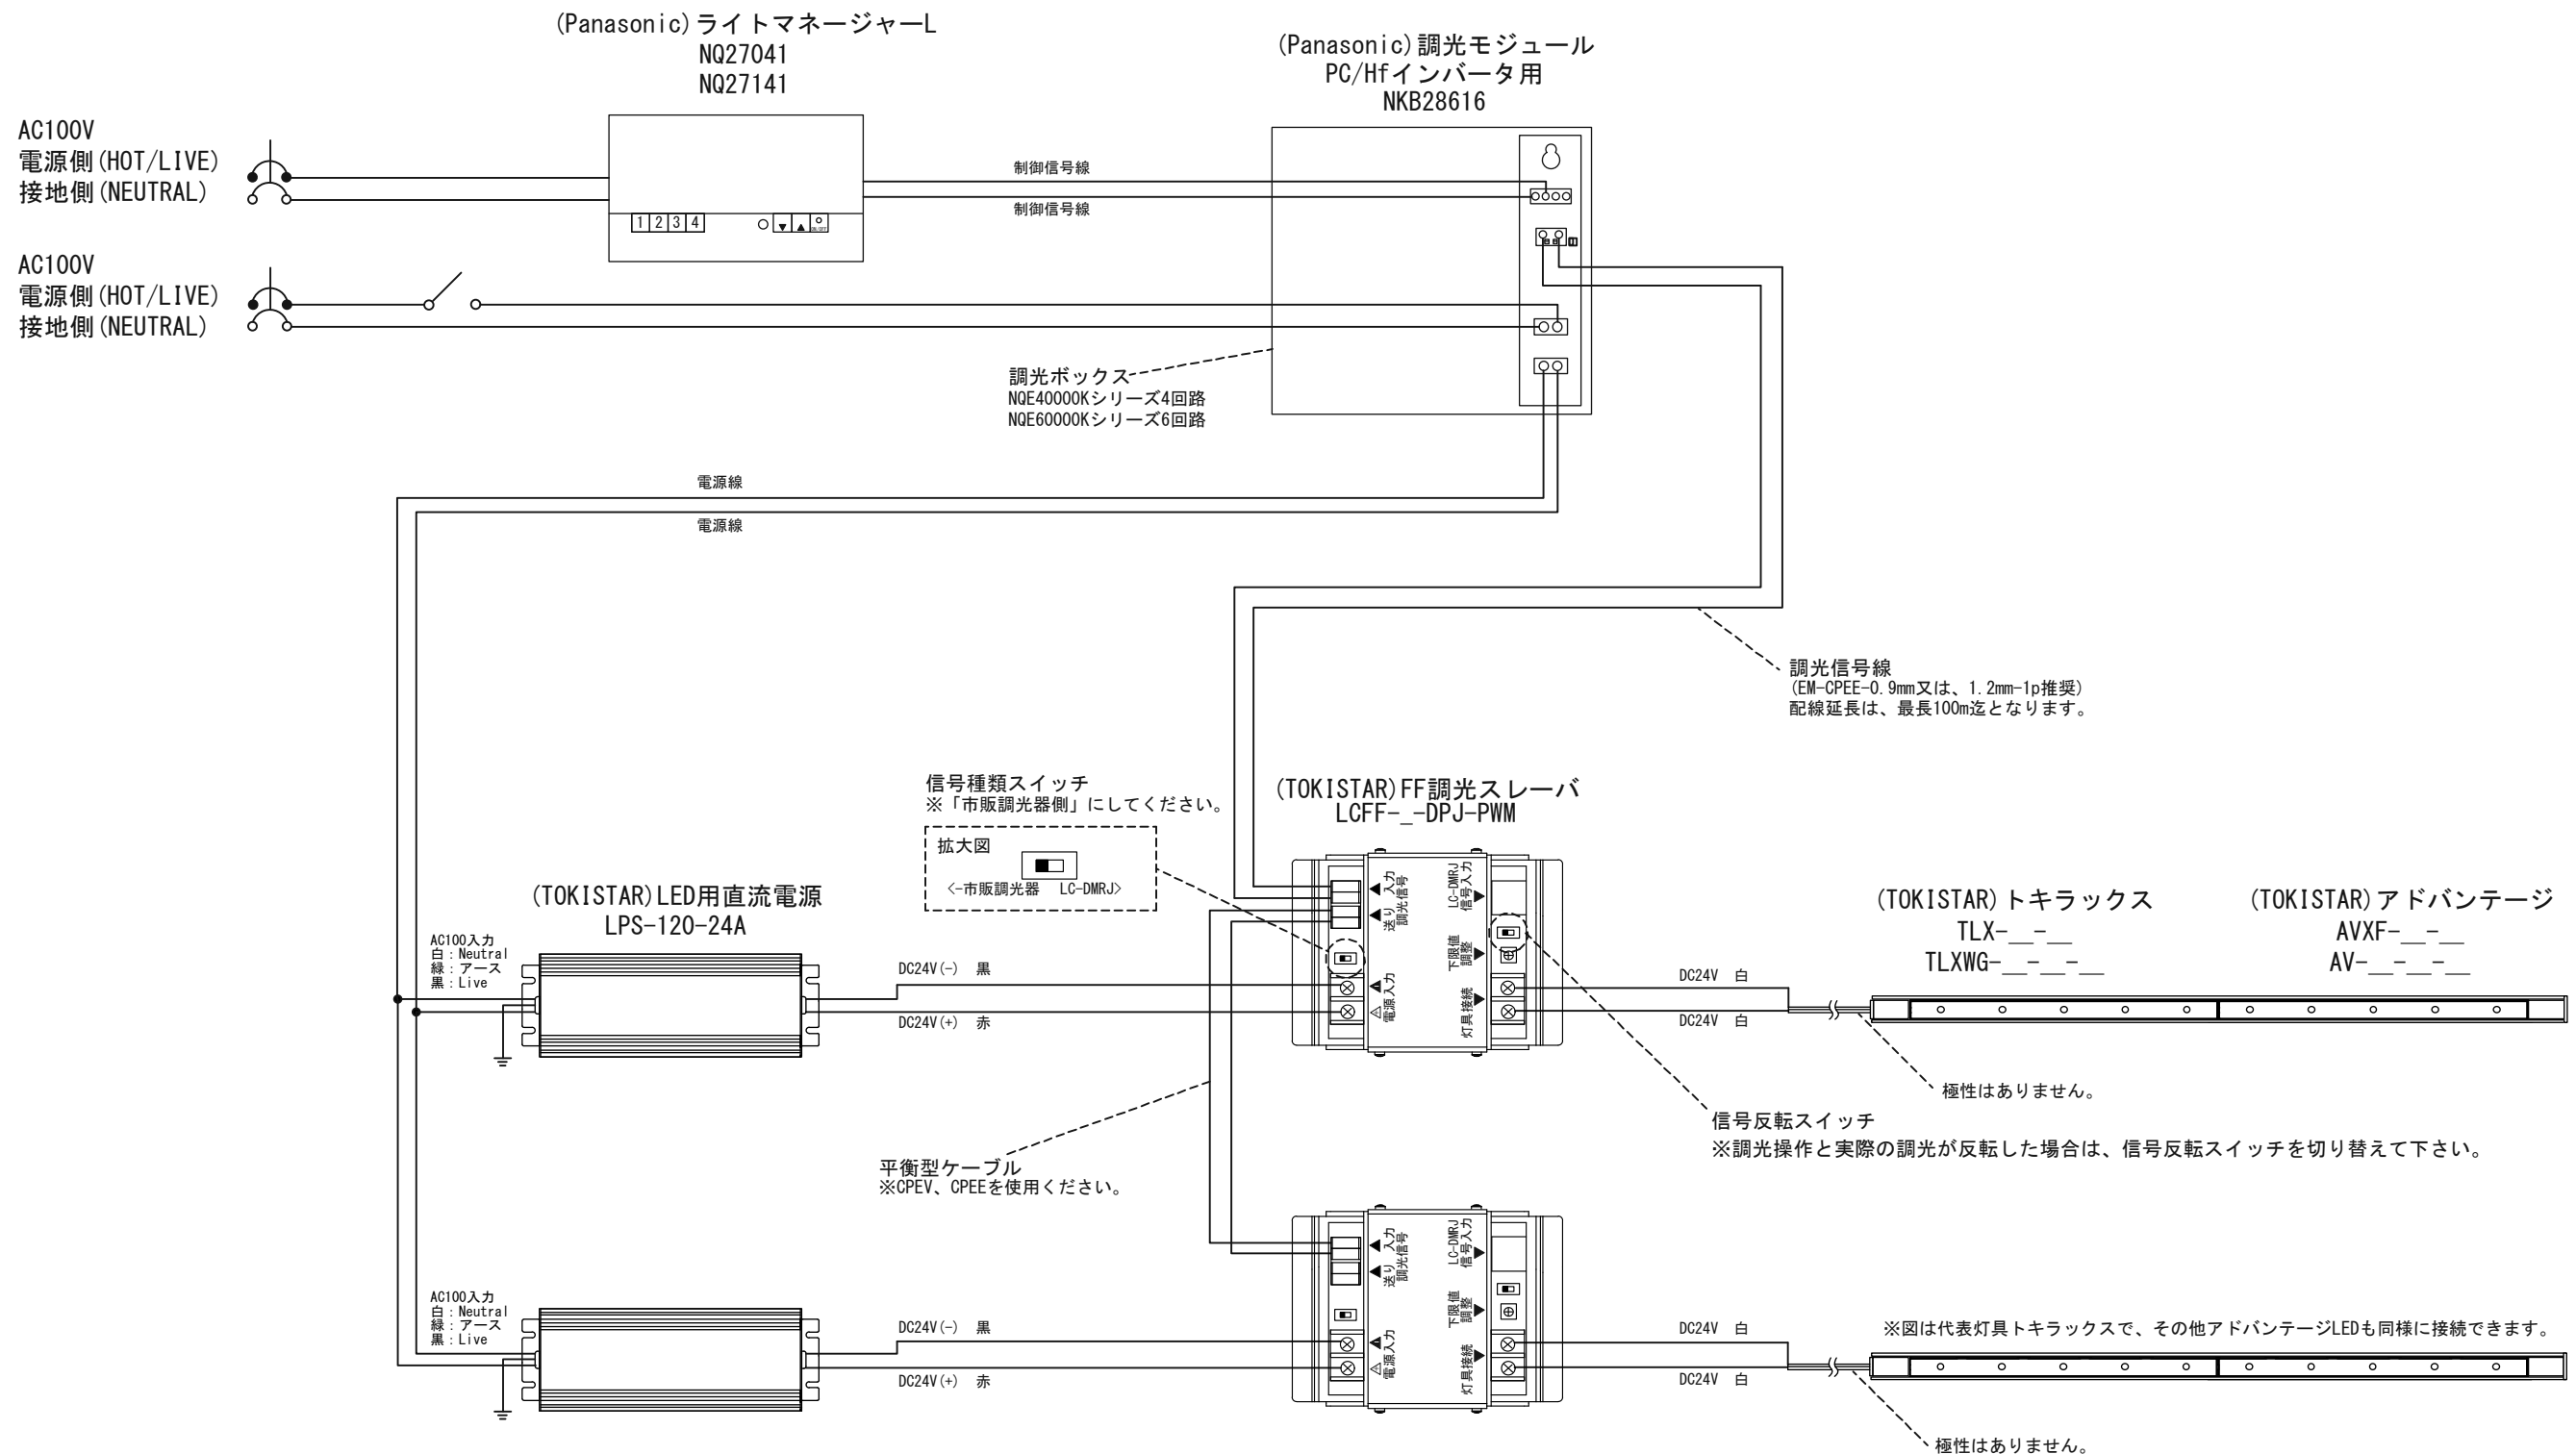 (Panasonic)ライトマネージャーL
NQ27041
NQ27141
(Panasonic)調光モジュール
PC/Hfインバータ用
NKB28616
AC100V
電源側(HOT/LIVE)
接地側(NEUTRAL)
制御信号線
制御信号線
1 2 3 4
▼ ▲ ON/OFF
AC100V
電源側(HOT/LIVE)
接地側(NEUTRAL)
調光ボックス
NQE40000Kシリーズ4回路
NQE60000Kシリーズ6回路
電源線
電源線
調光信号線
(EM-CPEE-0.9mm又は、1.2mm-1p推奨)
配線延長は、最長100m迄となります。
信号種類スイッチ
※「市販調光器側」にしてください。
拡大図
<-市販調光器 LC-DMRJ>
(TOKISTAR)FF調光スレーバ
LCFF-_-DPJ-PWM
(TOKISTAR)LED用直流電源
LPS-120-24A
(TOKISTAR)トキラックス
TLX-__-__
TLXWG-__-__-__
(TOKISTAR)アドバンテージ
AVXF-__-__
AV-__-__-__
AC100入力
白：Neutral
緑：アース
黒：Live
DC24V(-) 黒
DC24V(+) 赤
入力
送り
調光信号
電源入力
LC-DMRJ
信号入力
下限値
調整
灯具接続
DC24V 白
DC24V 白
極性はありません。
信号反転スイッチ
※調光操作と実際の調光が反転した場合は、信号反転スイッチを切り替えて下さい。
平衡型ケーブル
※CPEV、CPEEを使用ください。
AC100入力
白：Neutral
緑：アース
黒：Live
DC24V(-) 黒
DC24V(+) 赤
入力
送り
調光信号
電源入力
LC-DMRJ
信号入力
下限値
調整
灯具接続
DC24V 白
DC24V 白
※図は代表灯具トキラックスで、その他アドバンテージLEDも同様に接続できます。
極性はありません。